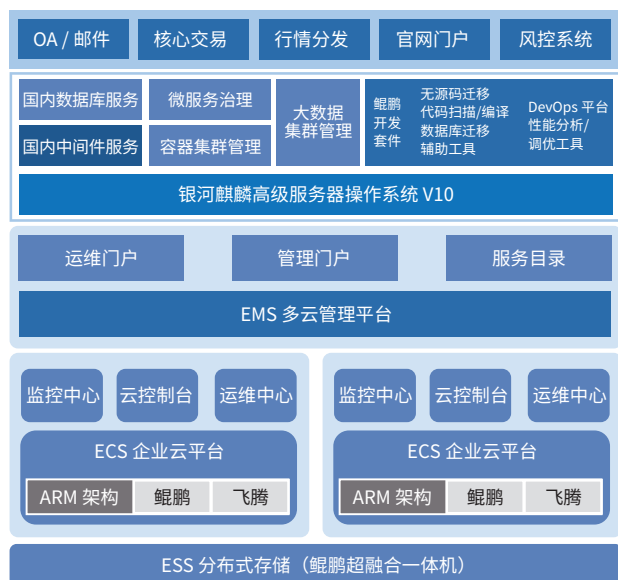 OA / 邮件
核心交易
行情分发
官网门户
风控系统
国内数据库服务
微服务治理
大数据
集群管理
国内中间件服务
容器集群管理
鲲鹏
开发
套件
无源码迁移
代码扫描/编译
数据库迁移
辅助工具
DevOps 平台
性能分析/
调优工具
银河麒麟高级服务器操作系统 V10
运维门户
管理门户
服务目录
EMS 多云管理平台
监控中心
云控制台
运维中心
ECS 企业云平台
ARM 架构
鲲鹏
飞腾
监控中心
云控制台
运维中心
ECS 企业云平台
ARM 架构
鲲鹏
飞腾
ESS 分布式存储（鲲鹏超融合一体机）